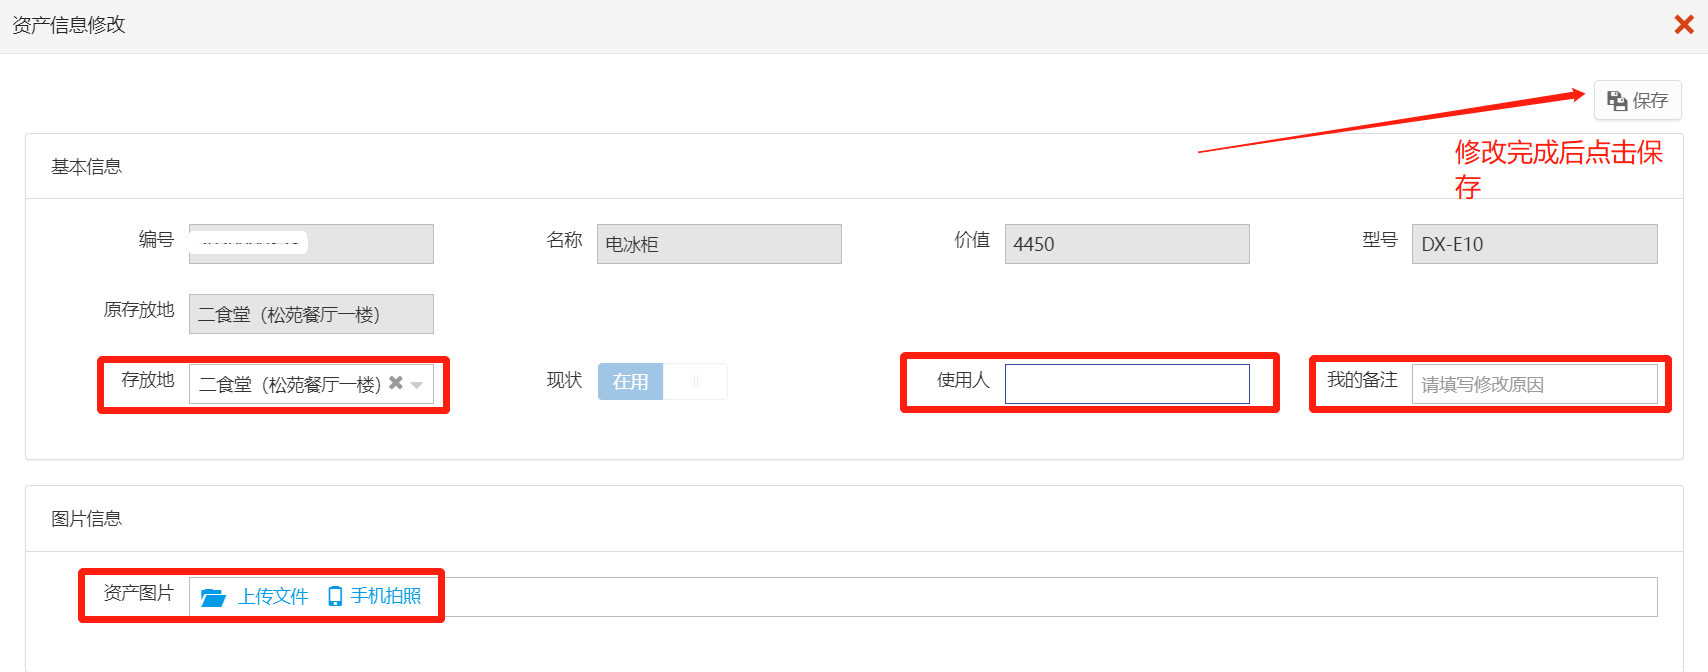 资产信息修改
保存
修改完成后点击保
存
基本信息
编号
名称 电冰柜
价值 4450
型号 DX-E10
原存放地 二食堂（松苑餐厅一楼）
存放地 二食堂（松苑餐厅一楼）
现状 在用
使用人
我的备注 请填写修改原因
图片信息
资产图片 上传文件 手机拍照